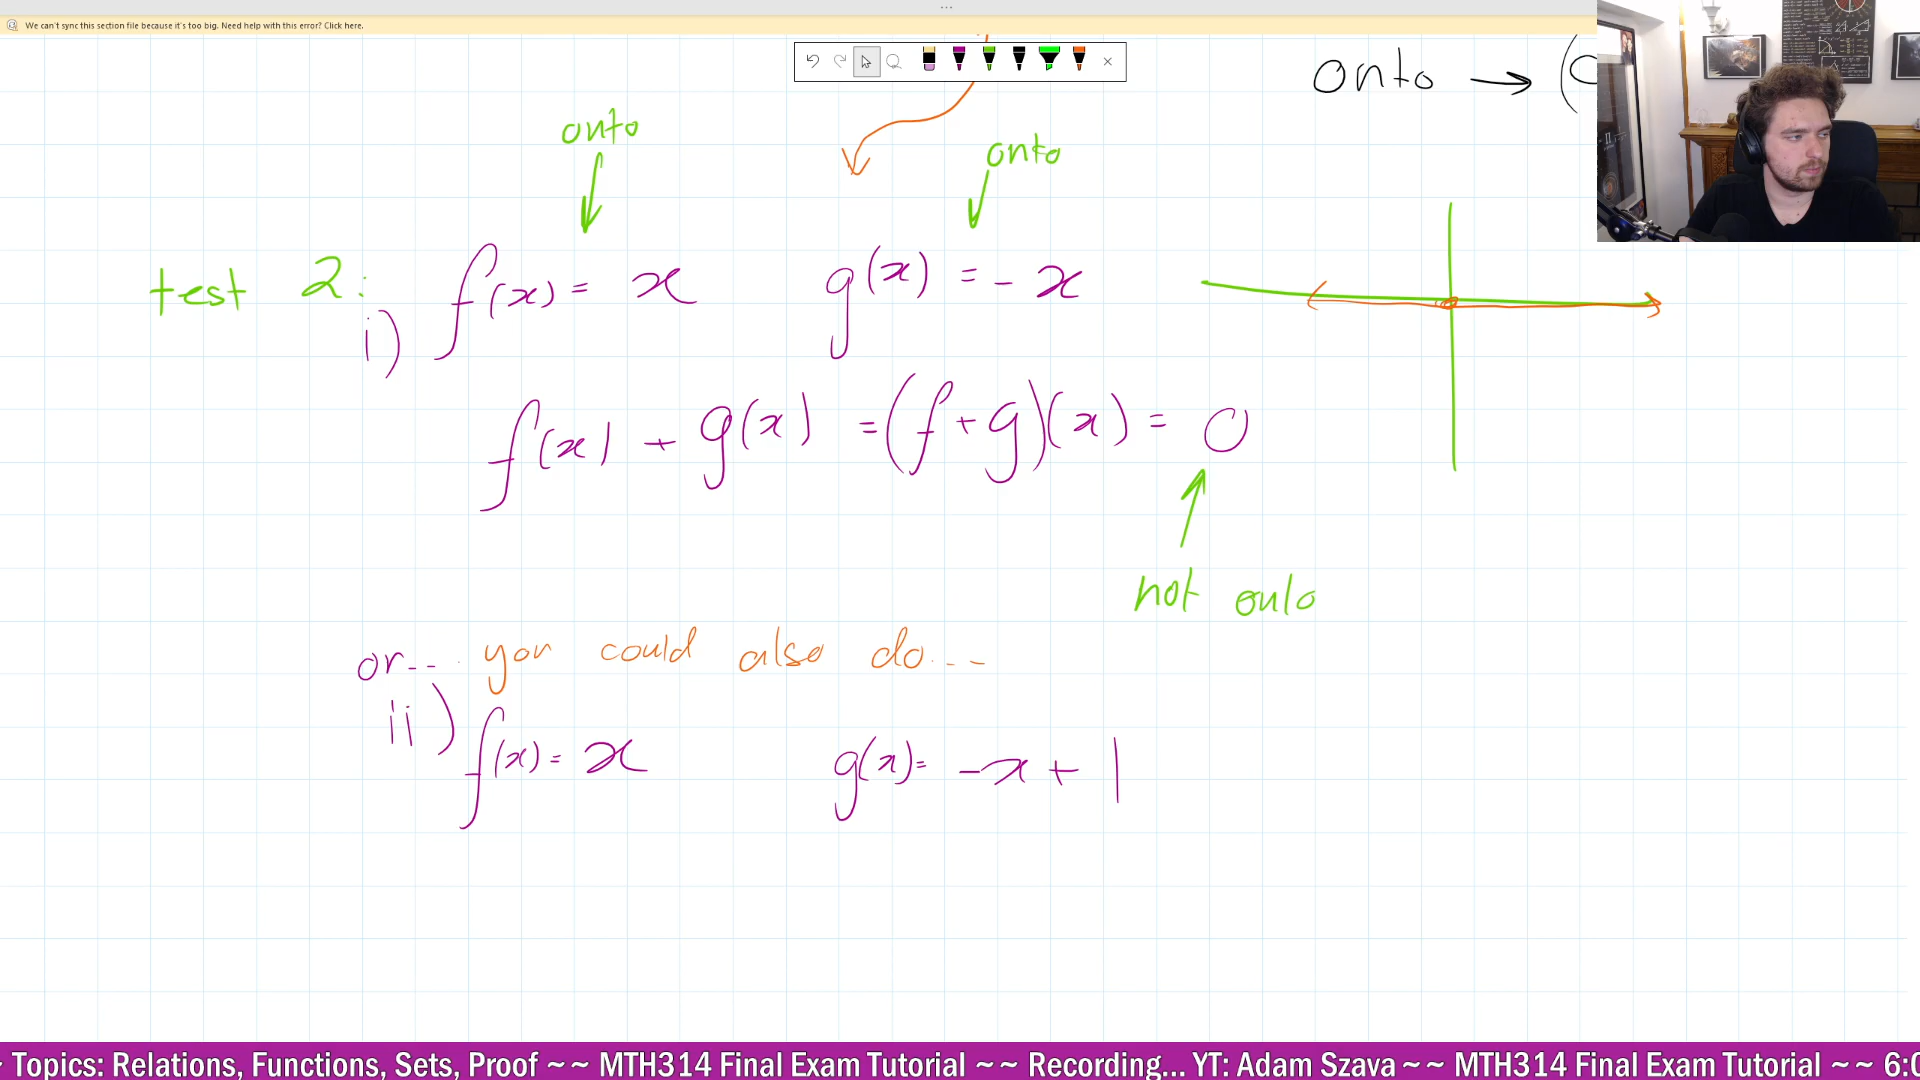 We can't sync this section file because it's too big. Need help with this error? Click here.
onto → (
onto
onto
test 2:
i) f(x) = x g(x) = - x
f(x) + g(x) = (f+g)(x) = 0
not onto
or... you could also do...
ii) f(x) = x g(x) = -x + 1
Topics: Relations, Functions, Sets, Proof ~~ MTH314 Final Exam Tutorial ~~ Recording... YT: Adam Szava ~~ MTH314 Final Exam Tutorial ~~ 6:0